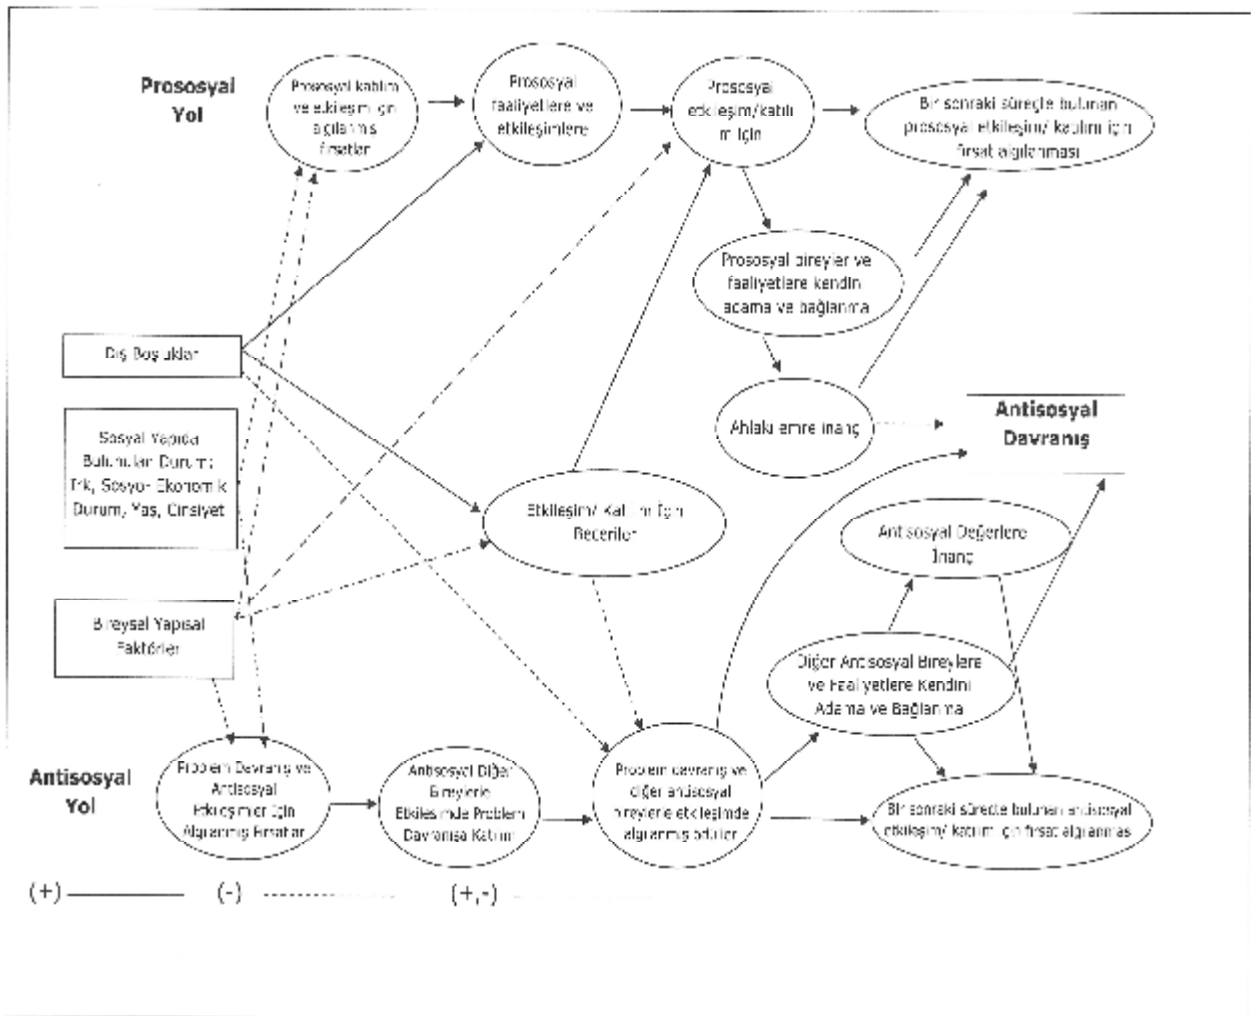 Prososyal
Yol
Prososyal katılım
ve etkileşim için
algılanmış
fırsatlar
Prososyal
faaliyetlere ve
etkileşimlere
Prososyal
etkileşim/katılı
m için
Bir sonraki süreçte bulunan
prososyal etkileşim/ katılım için
fırsat algılanması
Prososyal bireyler ve
faaliyetlere kendin
adama ve bağlanma
Dış Boşluklar
Ahlaki emre inanç
Antisosyal
Davranış
Sosyal Yapıda
Bulunulan Durum:
Irk, Sosyo- Ekonomik
Durum, Yaş, Cinsiyet
Etkileşim/ Katılım İçin
Beceriler
Antisosyal Değerlere
İnanç
Bireysel Yapısal
Faktörler
Diğer Antisosyal Bireylere
ve Faaliyetlere Kendini
Adama ve Bağlanma
Antisosyal
Yol
Problem Davranış ve
Antisosyal
Etkileşimler İçin
Algılanmış Fırsatlar
Antisosyal Diğer
Bireylerle
Etkileşimde Problem
Davranışa Katılım
Problem davranış ve
diğer antisosyal
bireylerle etkileşimde
algılanmış ödüller
Bir sonraki süreçte bulunan antisosyal
etkileşim/ katılım için fırsat algılanması
(+)
(-)
(+,-)